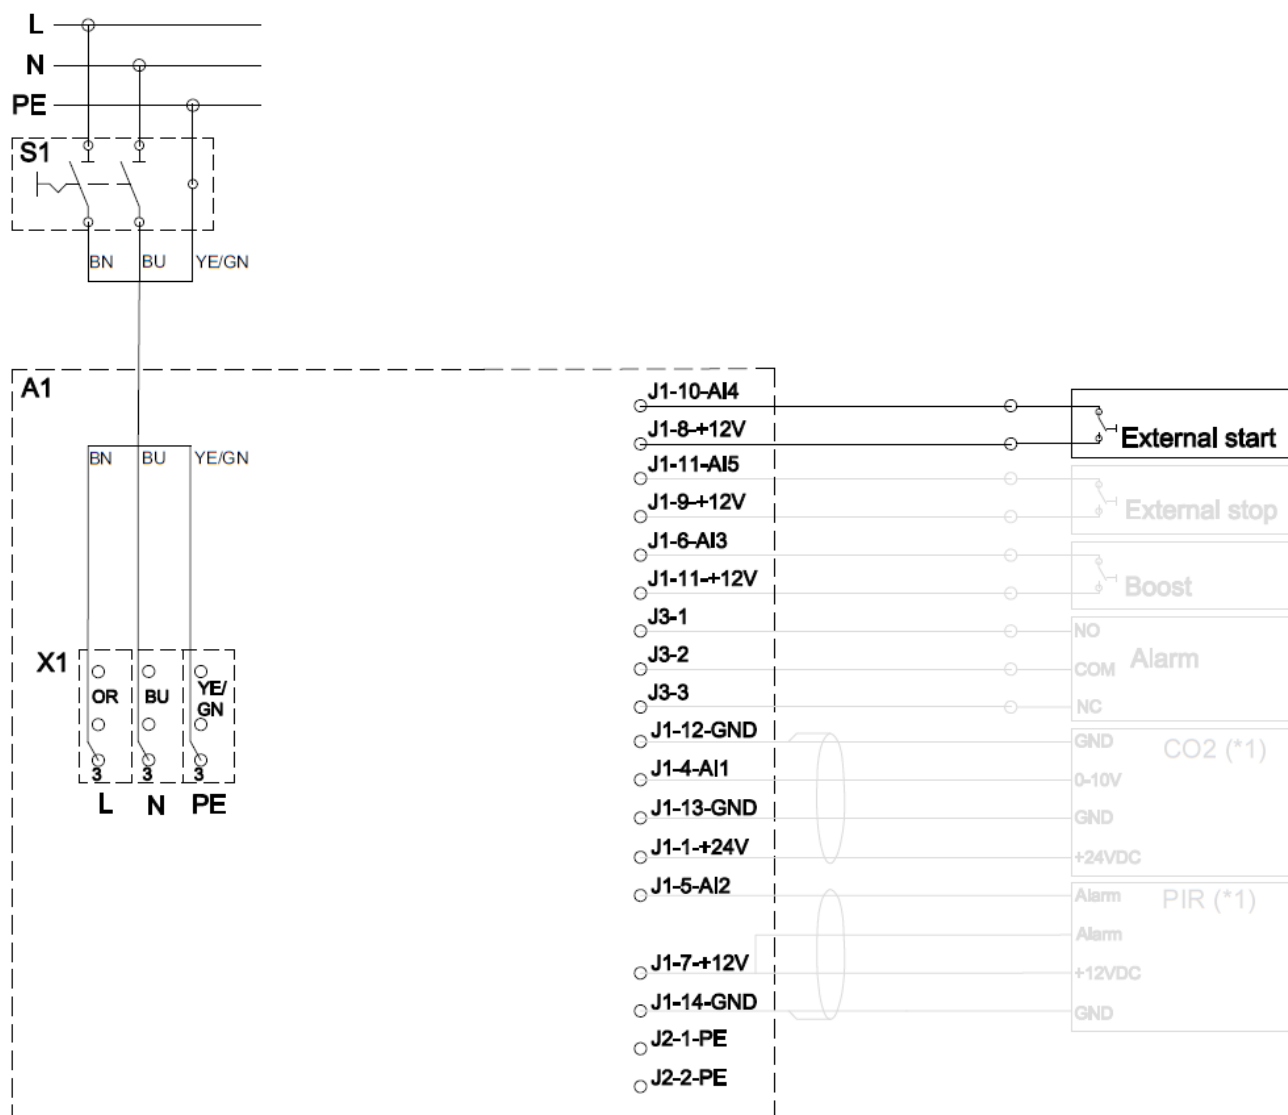 L
N
PE
S1
BN BU YE/GN
A1
J1-10-AI4
J1-8-+12V
External start
BN BU YE/GN
J1-11-AI5
J1-9-+12V
External stop
J1-6-AI3
J1-11-+12V
Boost
J3-1
NO
X1
J3-2
COM
Alarm
OR BU YE/
GN
J3-3
NC
J1-12-GND
GND
CO2 (*1)
3 3 3
J1-4-AI1
0-10V
L N PE
J1-13-GND
GND
J1-1-+24V
+24VDC
J1-5-AI2
Alarm
PIR (*1)
Alarm
J1-7-+12V
+12VDC
J1-14-GND
GND
J2-1-PE
J2-2-PE